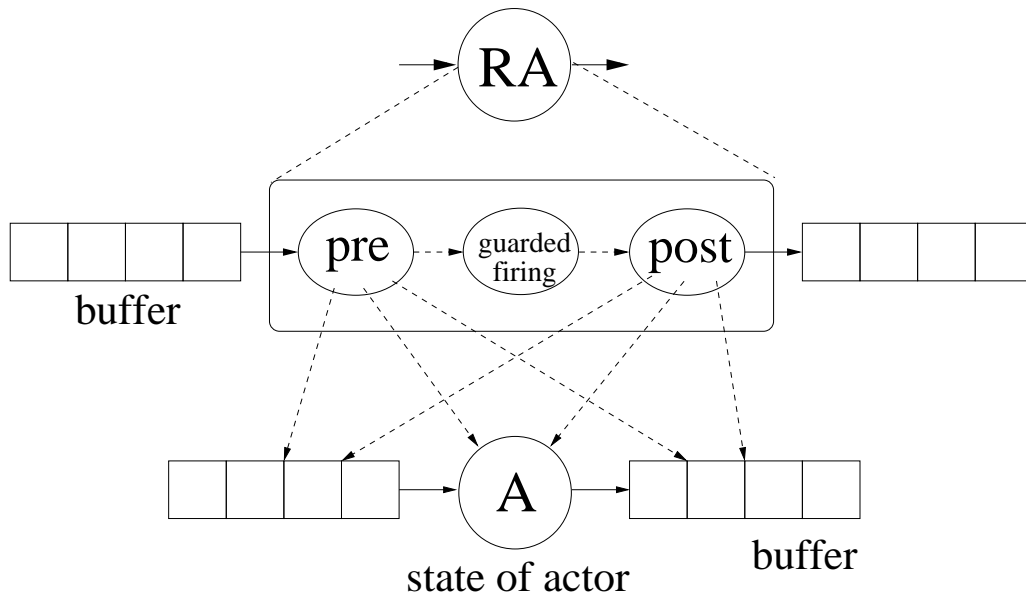 RA
pre
guarded
firing
post
buffer
A
buffer
state of actor